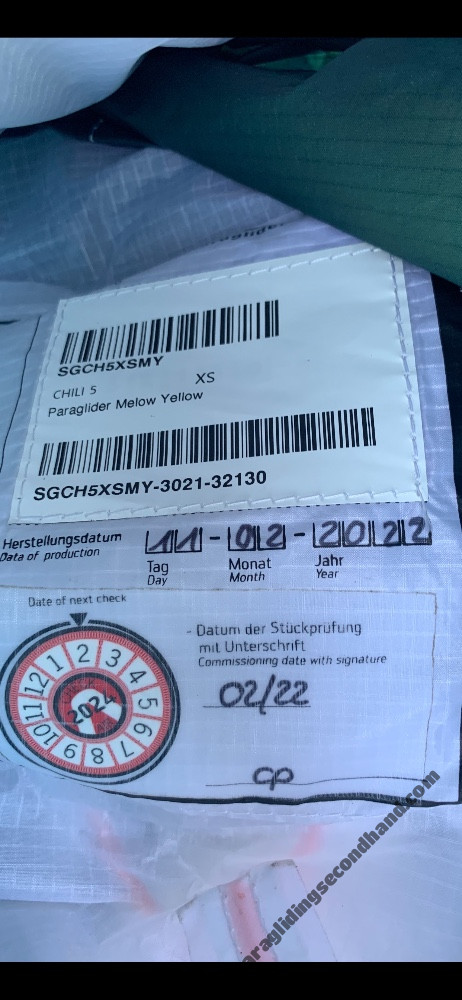 SGCH5XSMY
CHILI 5 XS
Paraglider Melow Yellow
SGCH5XSMY-3021-32130
Herstellungsdatum 11-02-2022
Data of production
Tag Monat Jahr
Day Month Year
Date of next check
1 2 3 4 5 6 7 8 9 10 11 12
2024
- Datum der Stückprüfung
mit Unterschrift
Commissioning date with signature
02/22
cp
paraglidingsecondhand.com